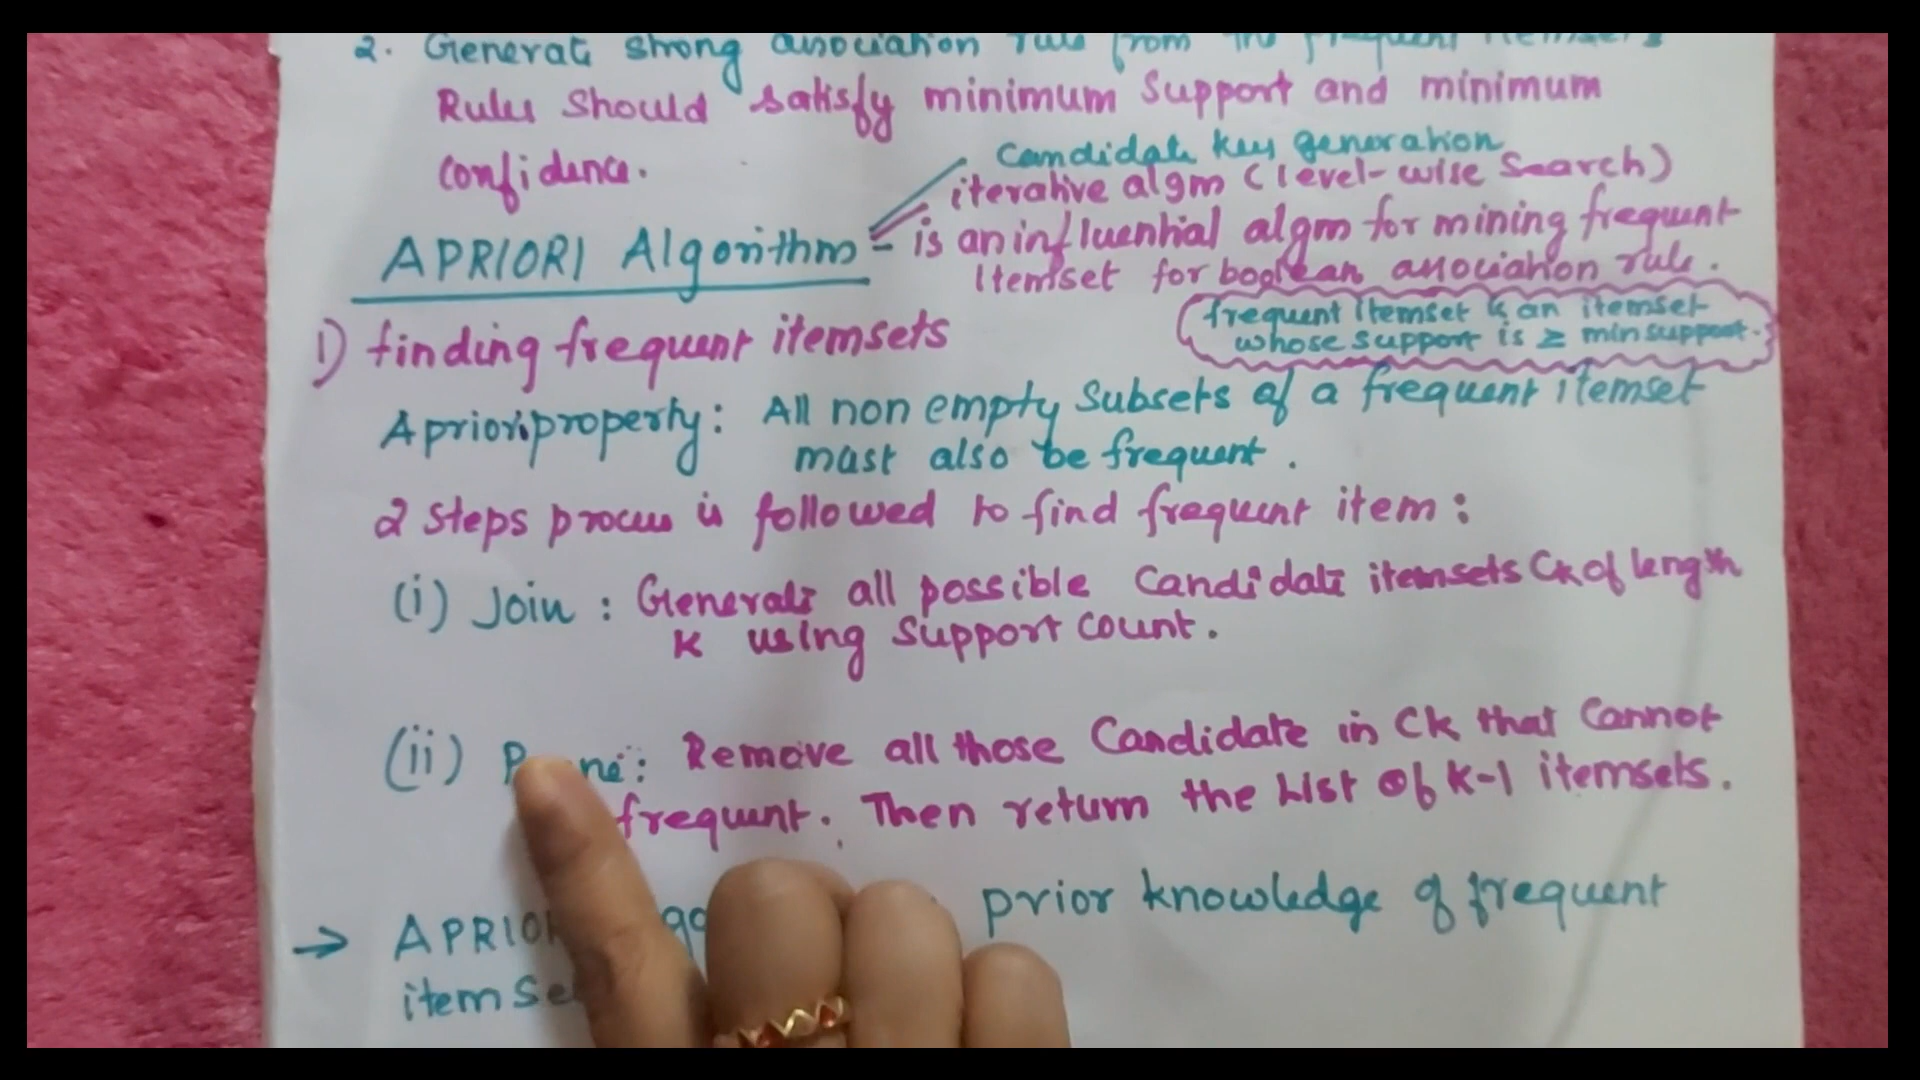 2. Generate strong association rule from the frequent itemsets
Rules Should satisfy minimum support and minimum
confidence.
Candidate key generation
iterative algm (level-wise Search)
APRIORI Algorithm - is an influential algm for mining frequent
Itemset for boolean association rule.
frequent itemset is an itemset
whose support is ≥ min support.
1) finding frequent itemsets
Apriori property: All non empty Subsets of a frequent itemset
must also be frequent.
2 steps process is followed to find frequent item:
(i) Join: Generate all possible Candidate itemsets Ck of length
K using support count.
(ii) Remove all those Candidate in Ck that cannot
frequent. Then return the List of k-1 itemsets.
→ prior knowledge of frequent